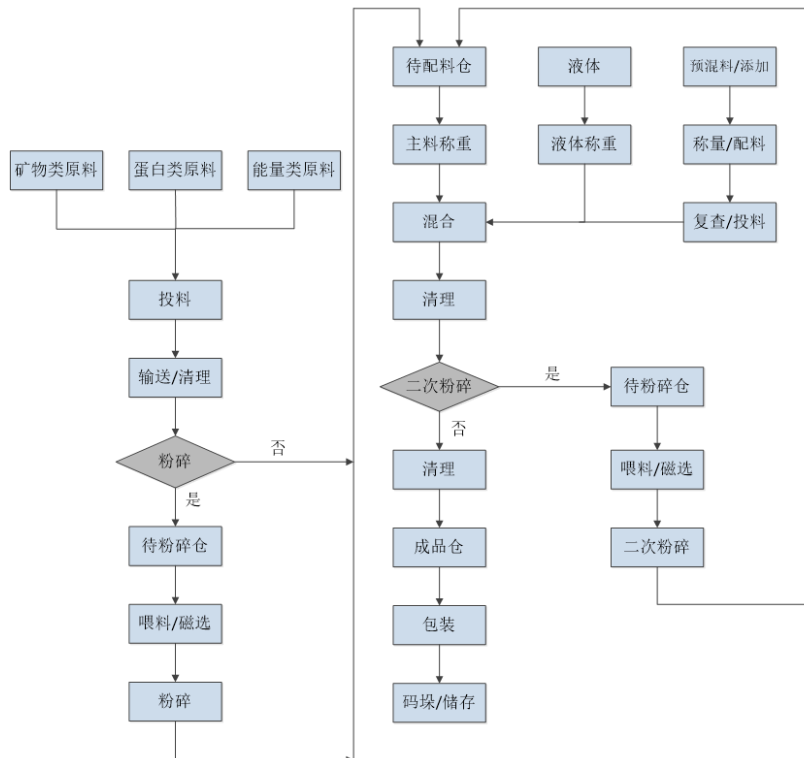 待配料仓
液体
预混料/添加
主料称重
液体称重
称量/配料
矿物类原料
蛋白类原料
能量类原料
混合
复查/投料
投料
清理
输送/清理
二次粉碎
是
待粉碎仓
否
粉碎
否
清理
喂料/磁选
是
待粉碎仓
成品仓
二次粉碎
喂料/磁选
包装
粉碎
码垛/储存